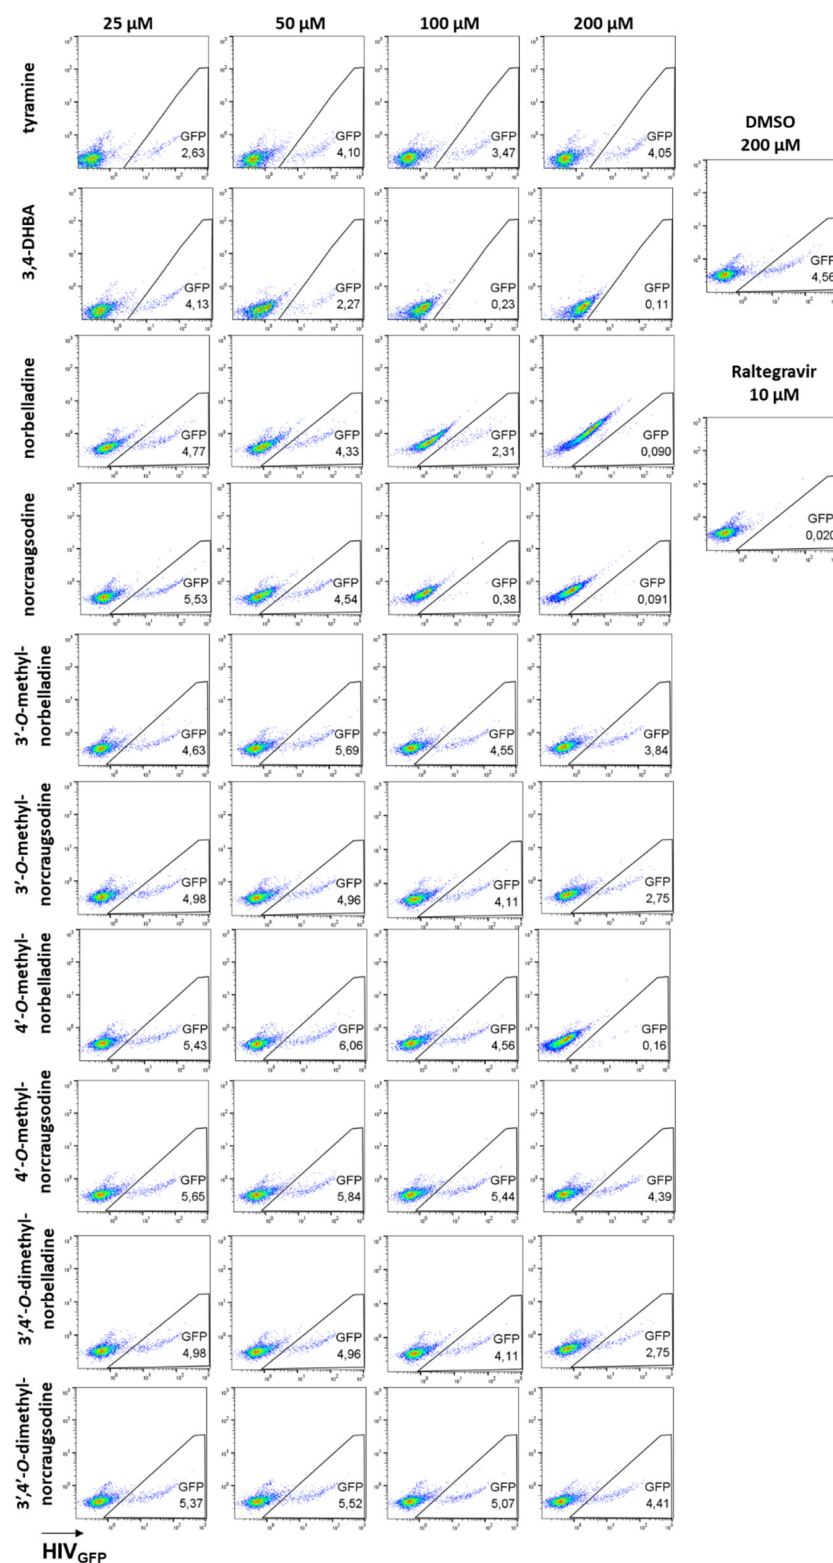 25 µM 50 µM 100 µM 200 µM
tyramine
GFP 2,63
GFP 4,10
GFP 3,47
GFP 4,05
DMSO
200 µM
GFP 4,56
3,4-DHBA
GFP 4,13
GFP 2,27
GFP 0,23
GFP 0,11
norbelladine
GFP 4,77
GFP 4,33
GFP 2,31
GFP 0,090
Raltegravir
10 µM
GFP 0,020
norcraugsodine
GFP 5,53
GFP 4,54
GFP 0,38
GFP 0,091
3′-O-methyl-
norbelladine
GFP 4,63
GFP 5,69
GFP 4,55
GFP 3,84
3′-O-methyl-
norcraugsodine
GFP 4,98
GFP 4,96
GFP 4,11
GFP 2,75
4′-O-methyl-
norbelladine
GFP 5,43
GFP 6,06
GFP 4,56
GFP 0,16
4′-O-methyl-
norcraugsodine
GFP 5,65
GFP 5,84
GFP 5,44
GFP 4,39
3′,4′-O-dimethyl-
norbelladine
GFP 4,98
GFP 4,96
GFP 4,11
GFP 2,75
3′,4′-O-dimethyl-
norcraugsodine
GFP 5,37
GFP 5,52
GFP 5,07
GFP 4,41
HIV GFP